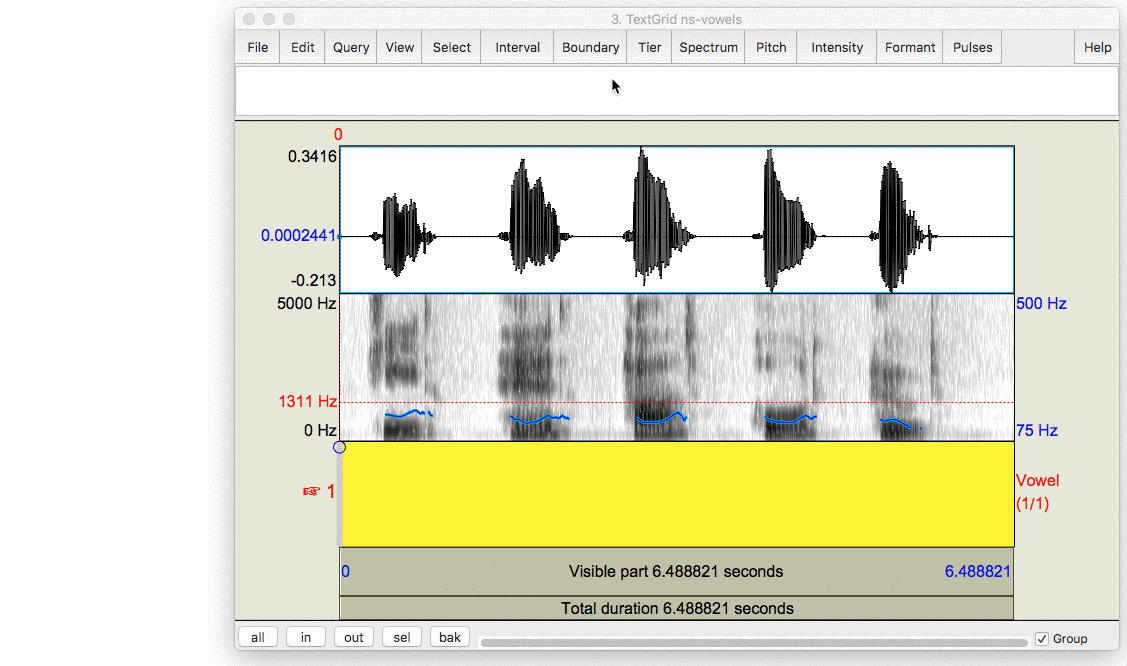 3. TextGrid ns-vowels
File Edit Query View Select Interval Boundary Tier Spectrum Pitch Intensity Formant Pulses Help
0
0.3416
0.0002441
-0.213
5000 Hz 500 Hz
1311 Hz
0 Hz 75 Hz
☞ 1 Vowel
(1/1)
0 Visible part 6.488821 seconds 6.488821
Total duration 6.488821 seconds
all in out sel bak Group